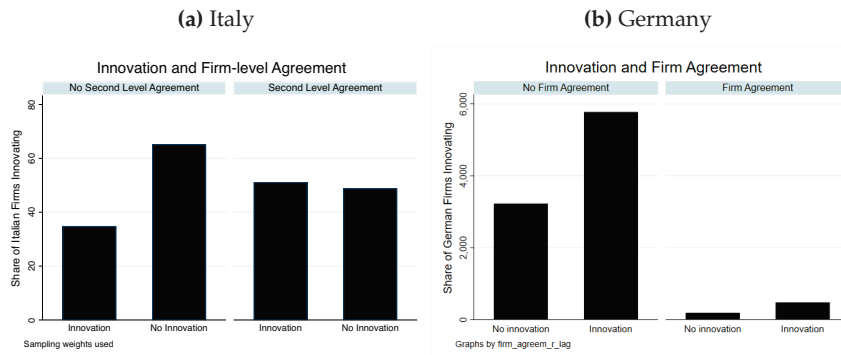 (a) Italy
(b) Germany
Innovation and Firm-level Agreement
No Second Level Agreement
Second Level Agreement
Share of Italian Firms Innovating
80
60
40
20
0
Innovation
No Innovation
Innovation
No Innovation
Sampling weights used
Innovation and Firm Agreement
No Firm Agreement
Firm Agreement
Share of German Firms Innovating
6,000
4,000
2,000
0
No innovation
Innovation
No innovation
Innovation
Graphs by firm_agreem_r_lag